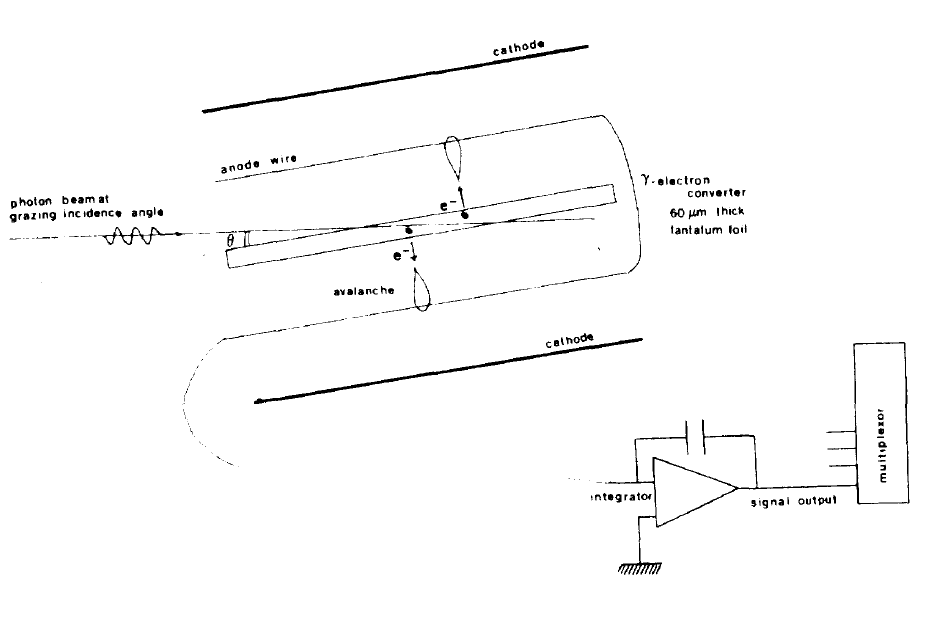 cathode
anode wire
photon beam at
grazing incidence angle
γ-electron
converter
60 µm thick
tantalum foil
e-
θ
e-
avalanche
cathode
multiplexor
integrator
signal output